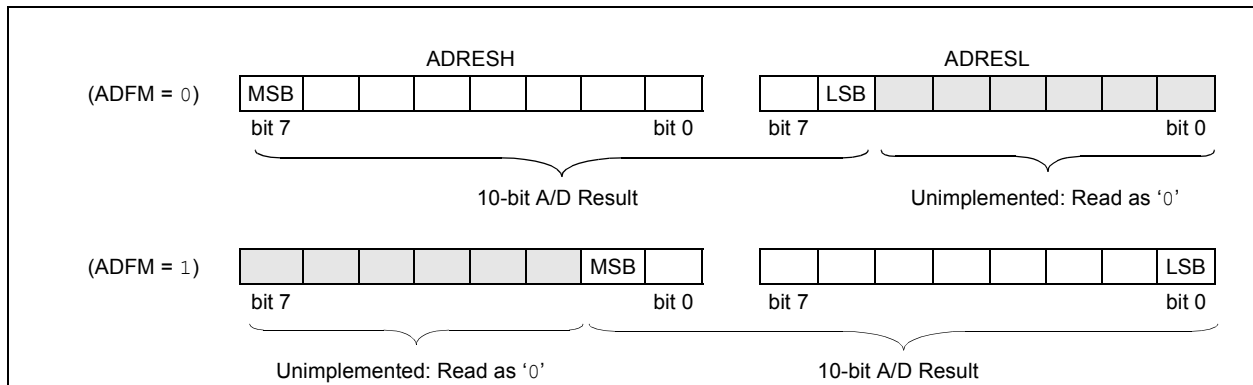 ADRESH ADRESL
(ADFM = 0) MSB LSB
bit 7 bit 0 bit 7 bit 0
10-bit A/D Result Unimplemented: Read as ‘0’
(ADFM = 1) MSB LSB
bit 7 bit 0 bit 7 bit 0
Unimplemented: Read as ‘0’ 10-bit A/D Result